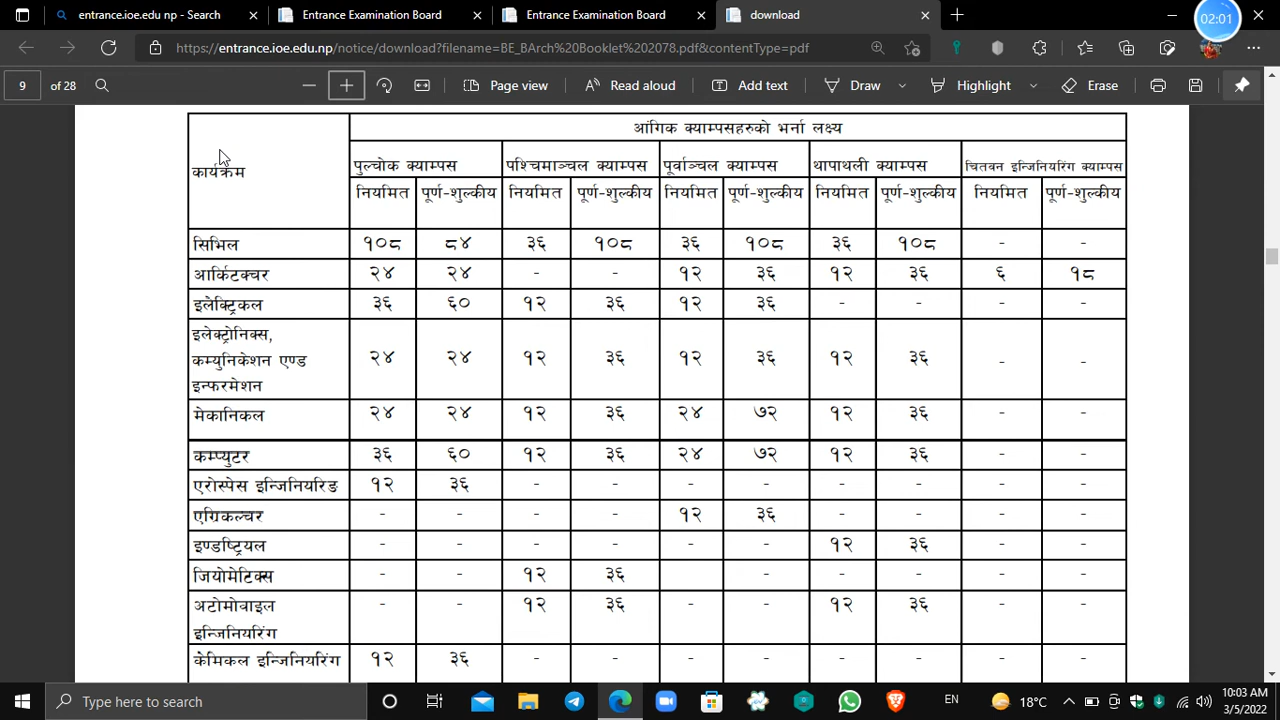 entrance.ioe.edu np - Search
Entrance Examination Board
Entrance Examination Board
download
02:01
https://entrance.ioe.edu.np/notice/download?filename=BE_BArch%20Booklet%202078.pdf&contentType=pdf
9 of 28 Page view Read aloud Add text Draw Highlight Erase
कार्यक्रम आंगिक क्याम्पसहरुको भर्ना लक्ष्य
पुल्चोक क्याम्पस पश्चिमाञ्चल क्याम्पस पूर्वाञ्चल क्याम्पस थापाथली क्याम्पस चितवन इन्जिनियरिंग क्याम्पस
नियमित पूर्ण-शुल्कीय नियमित पूर्ण-शुल्कीय नियमित पूर्ण-शुल्कीय नियमित पूर्ण-शुल्कीय नियमित पूर्ण-शुल्कीय
सिभिल १०८ ८४ ३६ १०८ ३६ १०८ ३६ १०८ - -
आर्किटक्चर २४ २४ - - १२ ३६ १२ ३६ ६ १८
इलेक्ट्रिकल ३६ ६० १२ ३६ १२ ३६ - - - -
इलेक्ट्रोनिक्स,
कम्युनिकेशन एण्ड २४ २४ १२ ३६ १२ ३६ १२ ३६ - -
इन्फरमेशन
मेकानिकल २४ २४ १२ ३६ २४ ७२ १२ ३६ - -
कम्प्युटर ३६ ६० १२ ३६ २४ ७२ १२ ३६ - -
एरोस्पेस इन्जिनियरिङ १२ ३६ - - - - - - - -
एग्रिकल्चर - - - - १२ ३६ - - - -
इण्डष्ट्रियल - - - - - - १२ ३६ - -
जियोमेटिक्स - - १२ ३६ - - - - -
अटोमोवाइल - - १२ ३६ - - १२ ३६ - -
इन्जिनियरिंग
केमिकल इन्जिनियरिंग १२ ३६ - - - - - - - -
Type here to search
EN
18°C
10:03 AM
3/5/2022